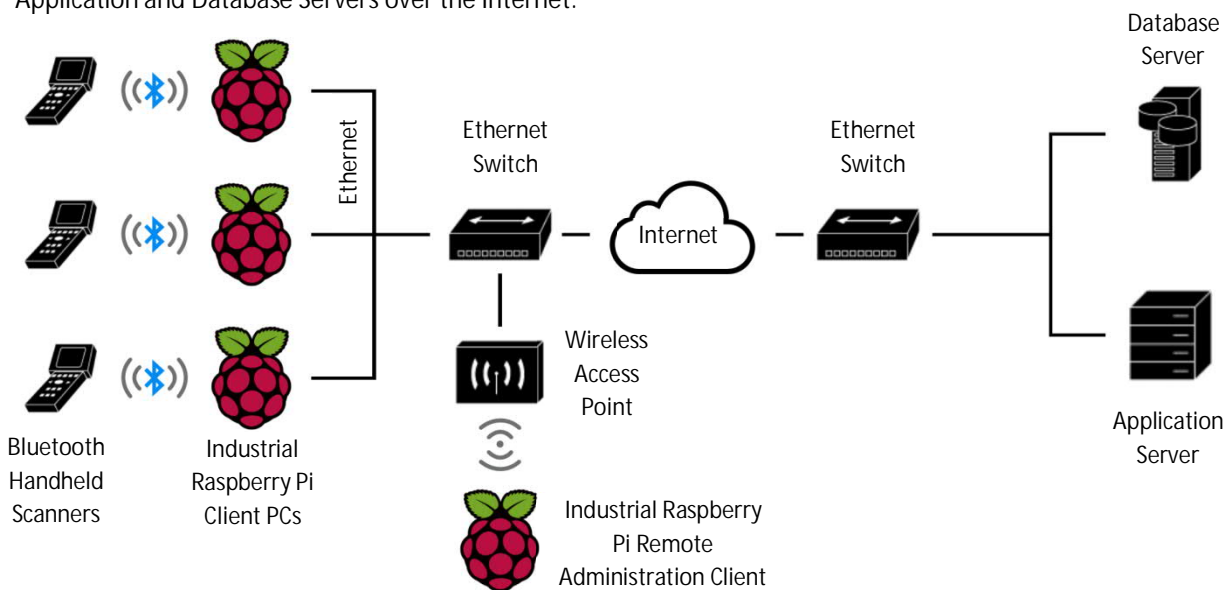 Application and Database Servers over the Internet.
Database
Server
Ethernet
Ethernet
Switch
Ethernet
Switch
Internet
Wireless
Access
Point
Bluetooth
Handheld
Scanners
Industrial
Raspberry Pi
Client PCs
Application
Server
Industrial Raspberry
Pi Remote
Administration Client